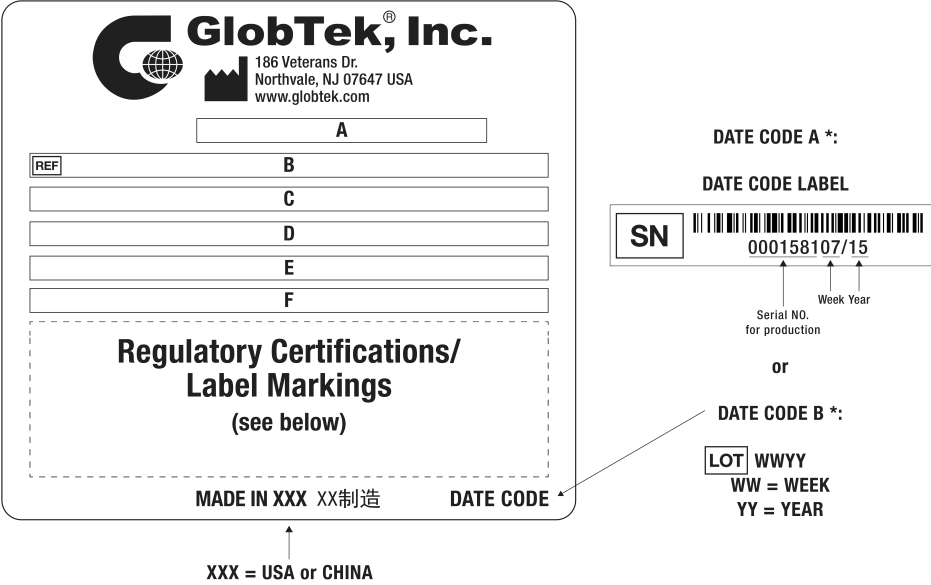 GlobTek,® Inc.
186 Veterans Dr.
Northvale, NJ 07647 USA
www.globtek.com
A
REF B
C
D
E
F
Regulatory Certifications/
Label Markings
(see below)
MADE IN XXX XX制造 DATE CODE
XXX = USA or CHINA
DATE CODE A *:
DATE CODE LABEL
SN
000158107/15
Week Year
Serial NO.
for production
or
DATE CODE B *:
LOT WWYY
WW = WEEK
YY = YEAR